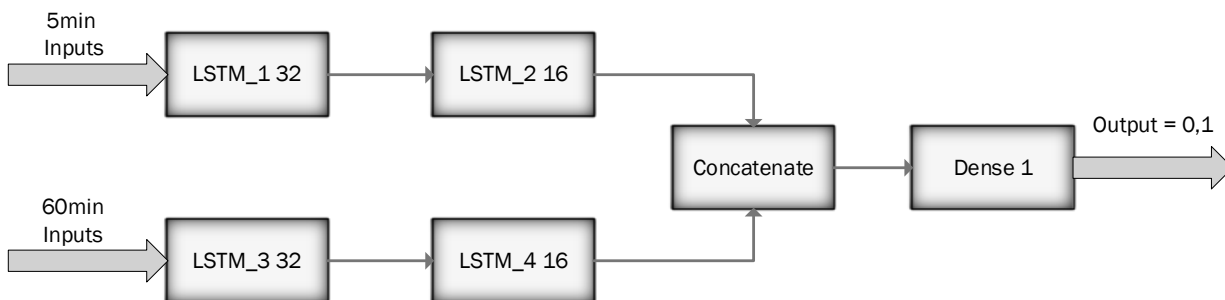 5min
Inputs
LSTM_1 32
LSTM_2 16
Concatenate
Dense 1
Output = 0,1
60min
Inputs
LSTM_3 32
LSTM_4 16